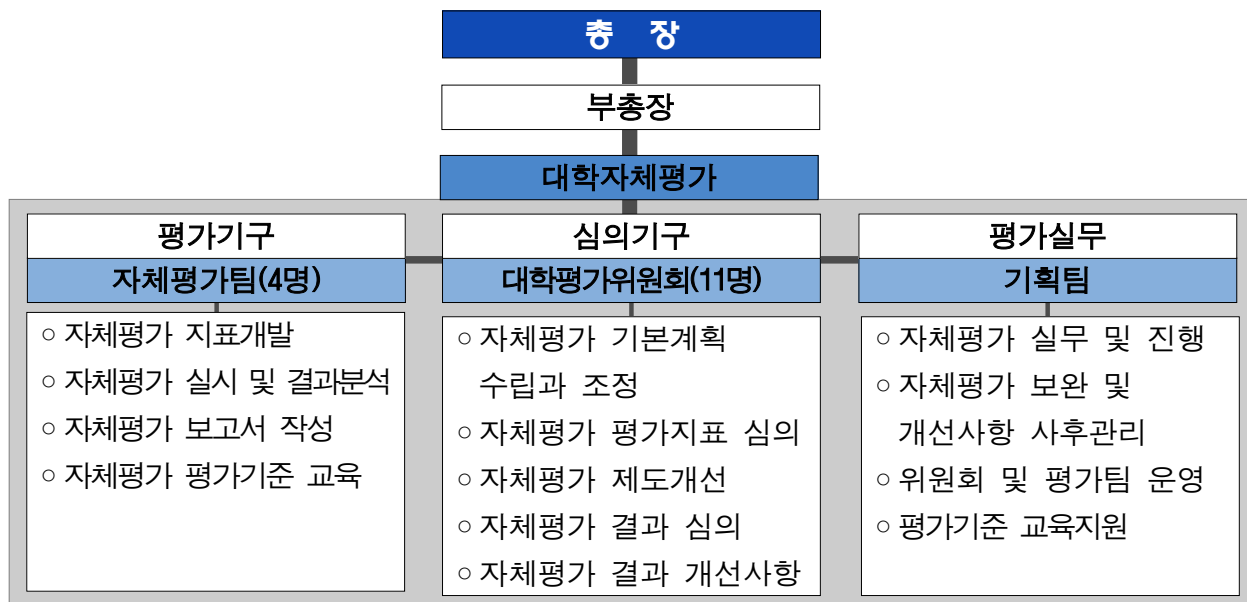 총 장
부총장
대학자체평가
평가기구
자체평가팀(4명)
○ 자체평가 지표개발
○ 자체평가 실시 및 결과분석
○ 자체평가 보고서 작성
○ 자체평가 평가기준 교육
심의기구
대학평가위원회(11명)
○ 자체평가 기본계획
수립과 조정
○ 자체평가 평가지표 심의
○ 자체평가 제도개선
○ 자체평가 결과 심의
○ 자체평가 결과 개선사항
평가실무
기획팀
○ 자체평가 실무 및 진행
○ 자체평가 보완 및
개선사항 사후관리
○ 위원회 및 평가팀 운영
○ 평가기준 교육지원